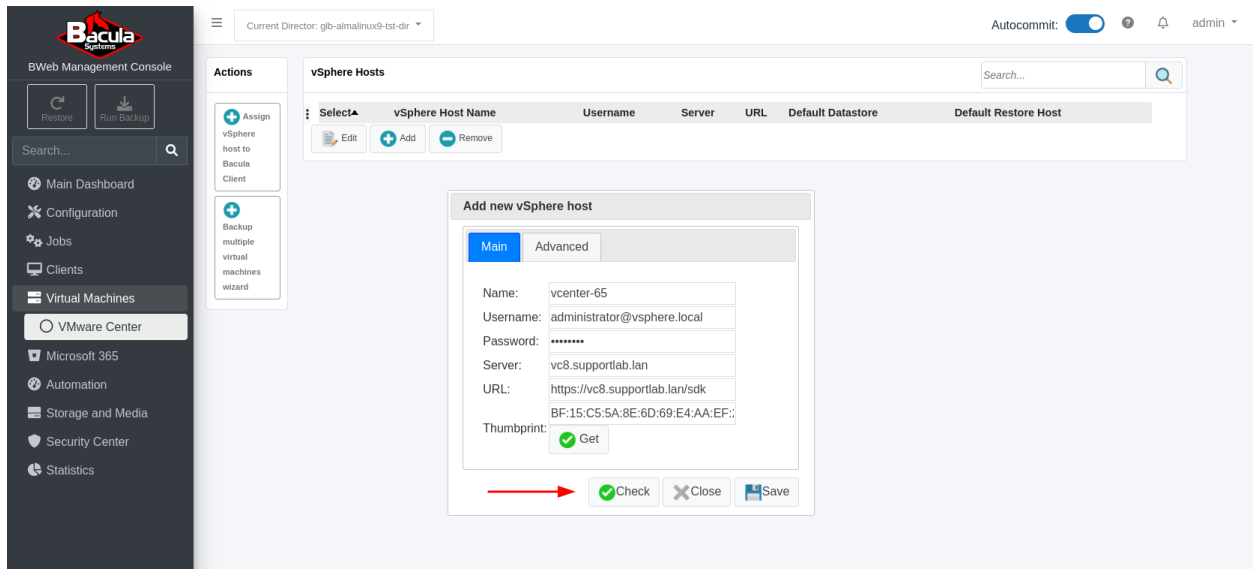 Bacula
Systems
BWeb Management Console
Restore
Run Backup
Search...
Main Dashboard
Configuration
Jobs
Clients
Virtual Machines
VMware Center
Microsoft 365
Automation
Storage and Media
Security Center
Statistics
Current Director: glb-almalinux9-tst-dir
Autocommit:
admin
Actions
Assign
vSphere
host to
Bacula
Client
Backup
multiple
virtual
machines
wizard
vSphere Hosts
Search...
Select vSphere Host Name Username Server URL Default Datastore Default Restore Host
Edit Add Remove
Add new vSphere host
Main Advanced
Name: vcenter-65
Username: administrator@vsphere.local
Password: ••••••••
Server: vc8.supportlab.lan
URL: https://vc8.supportlab.lan/sdk
BF:15:C5:5A:8E:6D:69:E4:AA:EF:
Thumbprint:
Get
Check Close Save